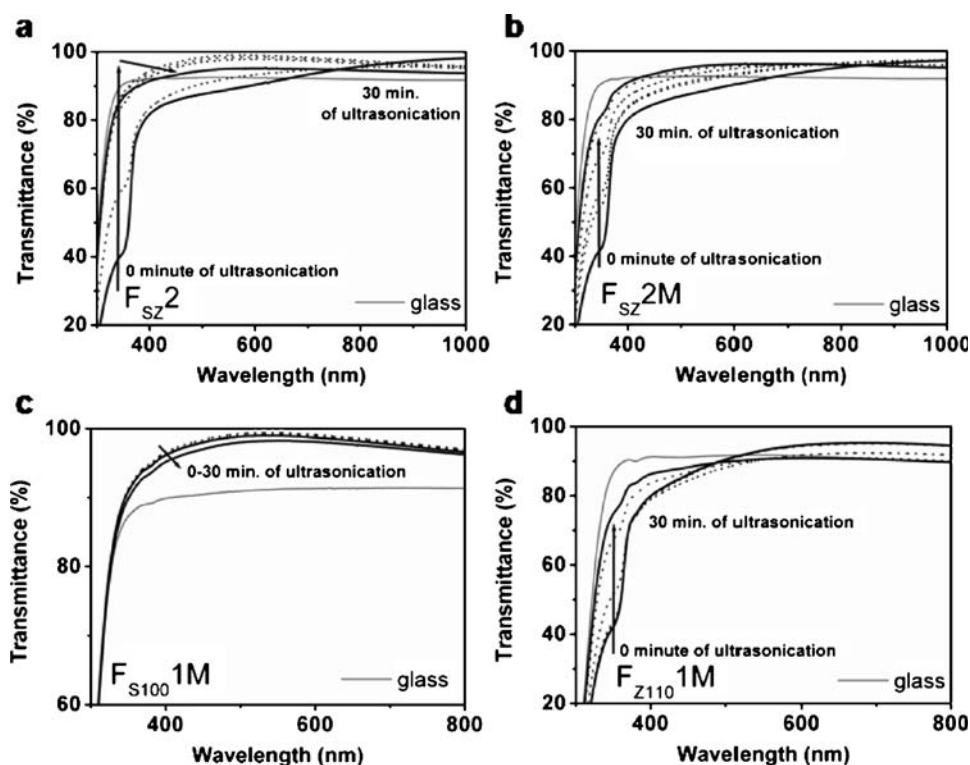 a
100
80
60
40
20
400
600
800
1000
Transmittance (%)
Wavelength (nm)
30 min.
of ultrasonication
0 minute of ultrasonication
FSZ2
glass
b
100
80
60
40
20
400
600
800
1000
Transmittance (%)
Wavelength (nm)
30 min. of ultrasonication
0 minute of ultrasonication
FSZ2M
glass
c
100
80
60
400
600
800
Transmittance (%)
Wavelength (nm)
0-30 min. of ultrasonication
FS1001M
glass
d
100
80
60
40
20
400
600
800
Transmittance (%)
Wavelength (nm)
30 min. of ultrasonication
0 minute of ultrasonication
FZ1101M
glass